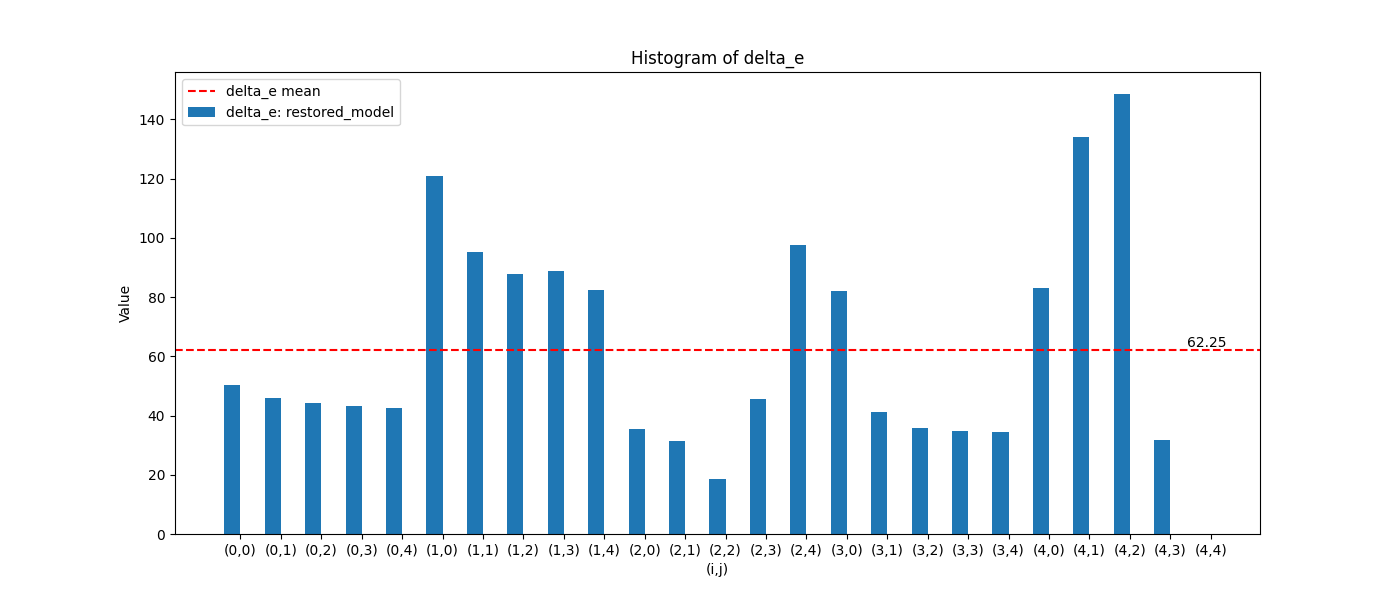 Histogram of delta_e
delta_e mean
delta_e: restored_model
140
120
100
80
60
40
20
0
Value
62.25
(0,0) (0,1) (0,2) (0,3) (0,4) (1,0) (1,1) (1,2) (1,3) (1,4) (2,0) (2,1) (2,2) (2,3) (2,4) (3,0) (3,1) (3,2) (3,3) (3,4) (4,0) (4,1) (4,2) (4,3) (4,4)
(i,j)